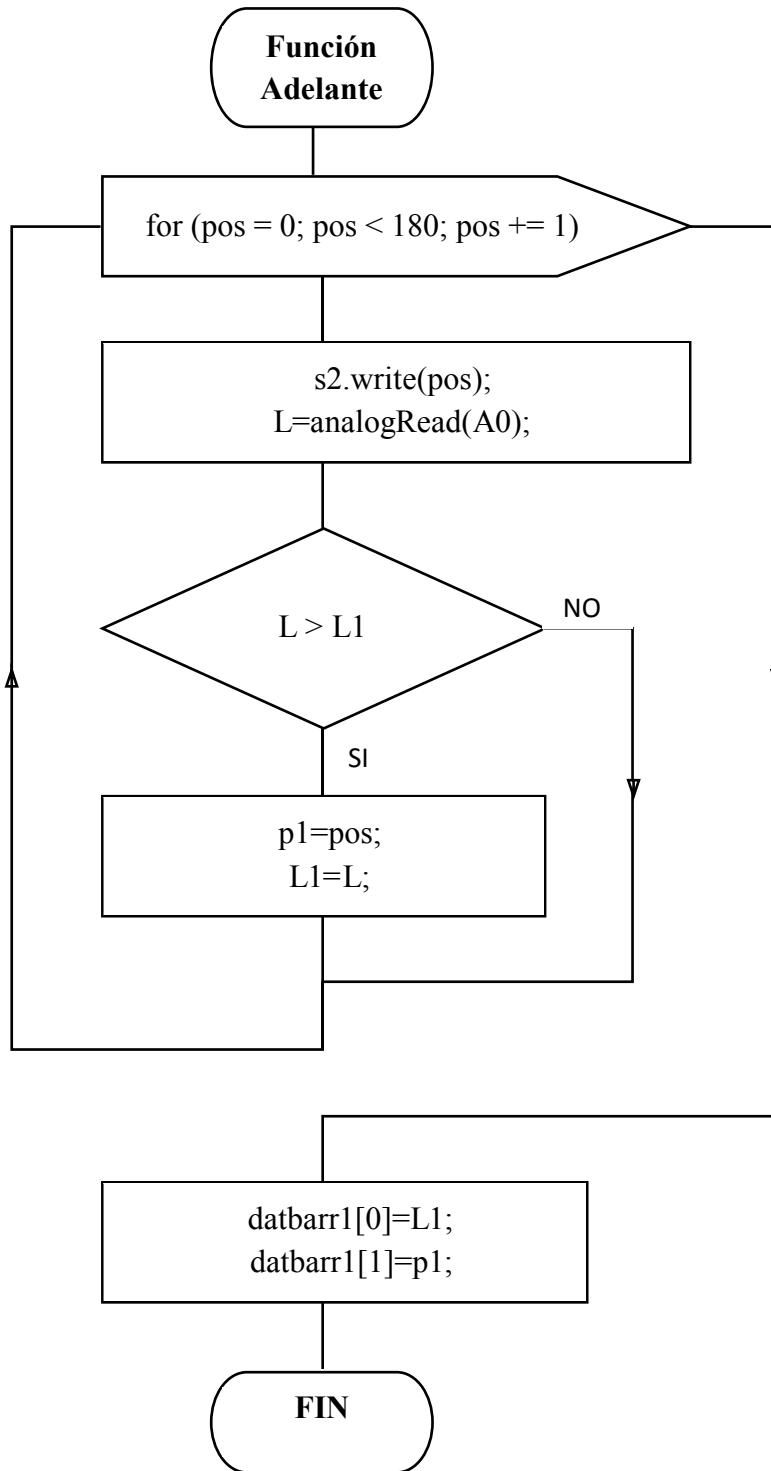 Función
Adelante
for (pos = 0; pos < 180; pos += 1)
s2.write(pos);
L=analogRead(A0);
L > L1
NO
SI
p1=pos;
L1=L;
datbarr1[0]=L1;
datbarr1[1]=p1;
FIN